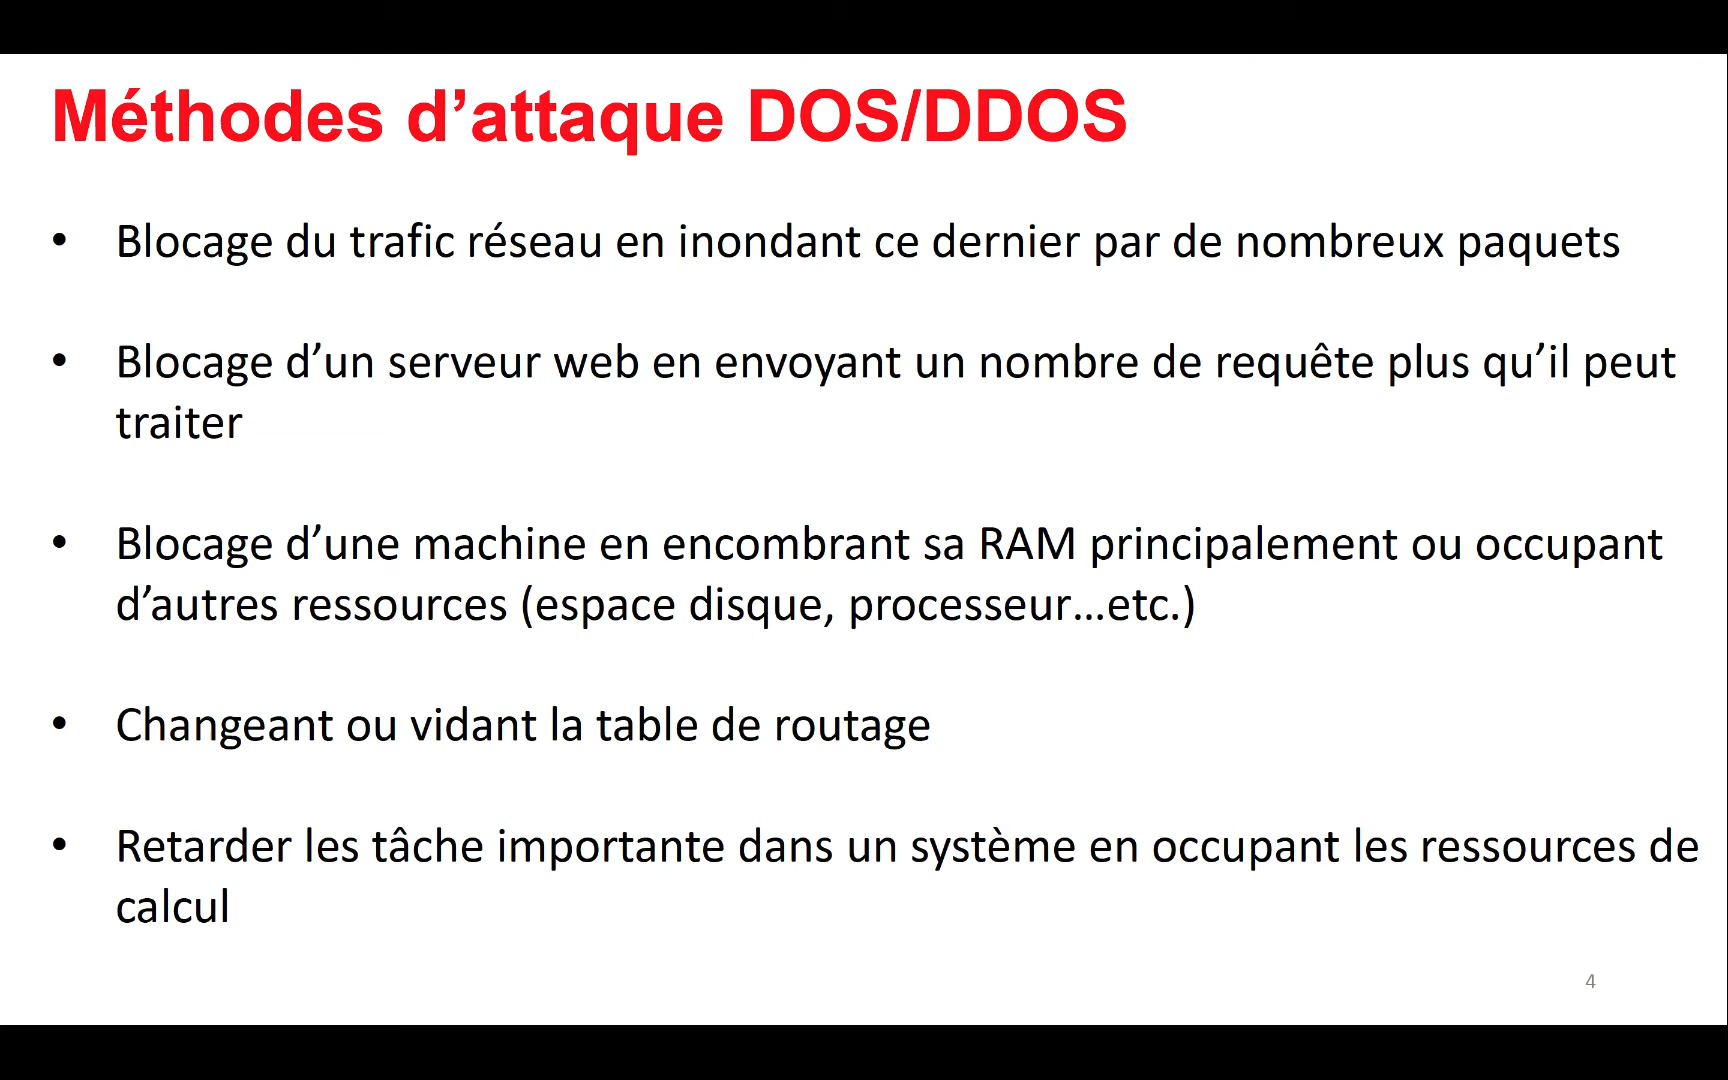 Méthodes d’attaque DOS/DDOS
• Blocage du trafic réseau en inondant ce dernier par de nombreux paquets
• Blocage d’un serveur web en envoyant un nombre de requête plus qu’il peut
traiter
• Blocage d’une machine en encombrant sa RAM principalement ou occupant
d’autres ressources (espace disque, processeur…etc.)
• Changeant ou vidant la table de routage
• Retarder les tâche importante dans un système en occupant les ressources de
calcul
4